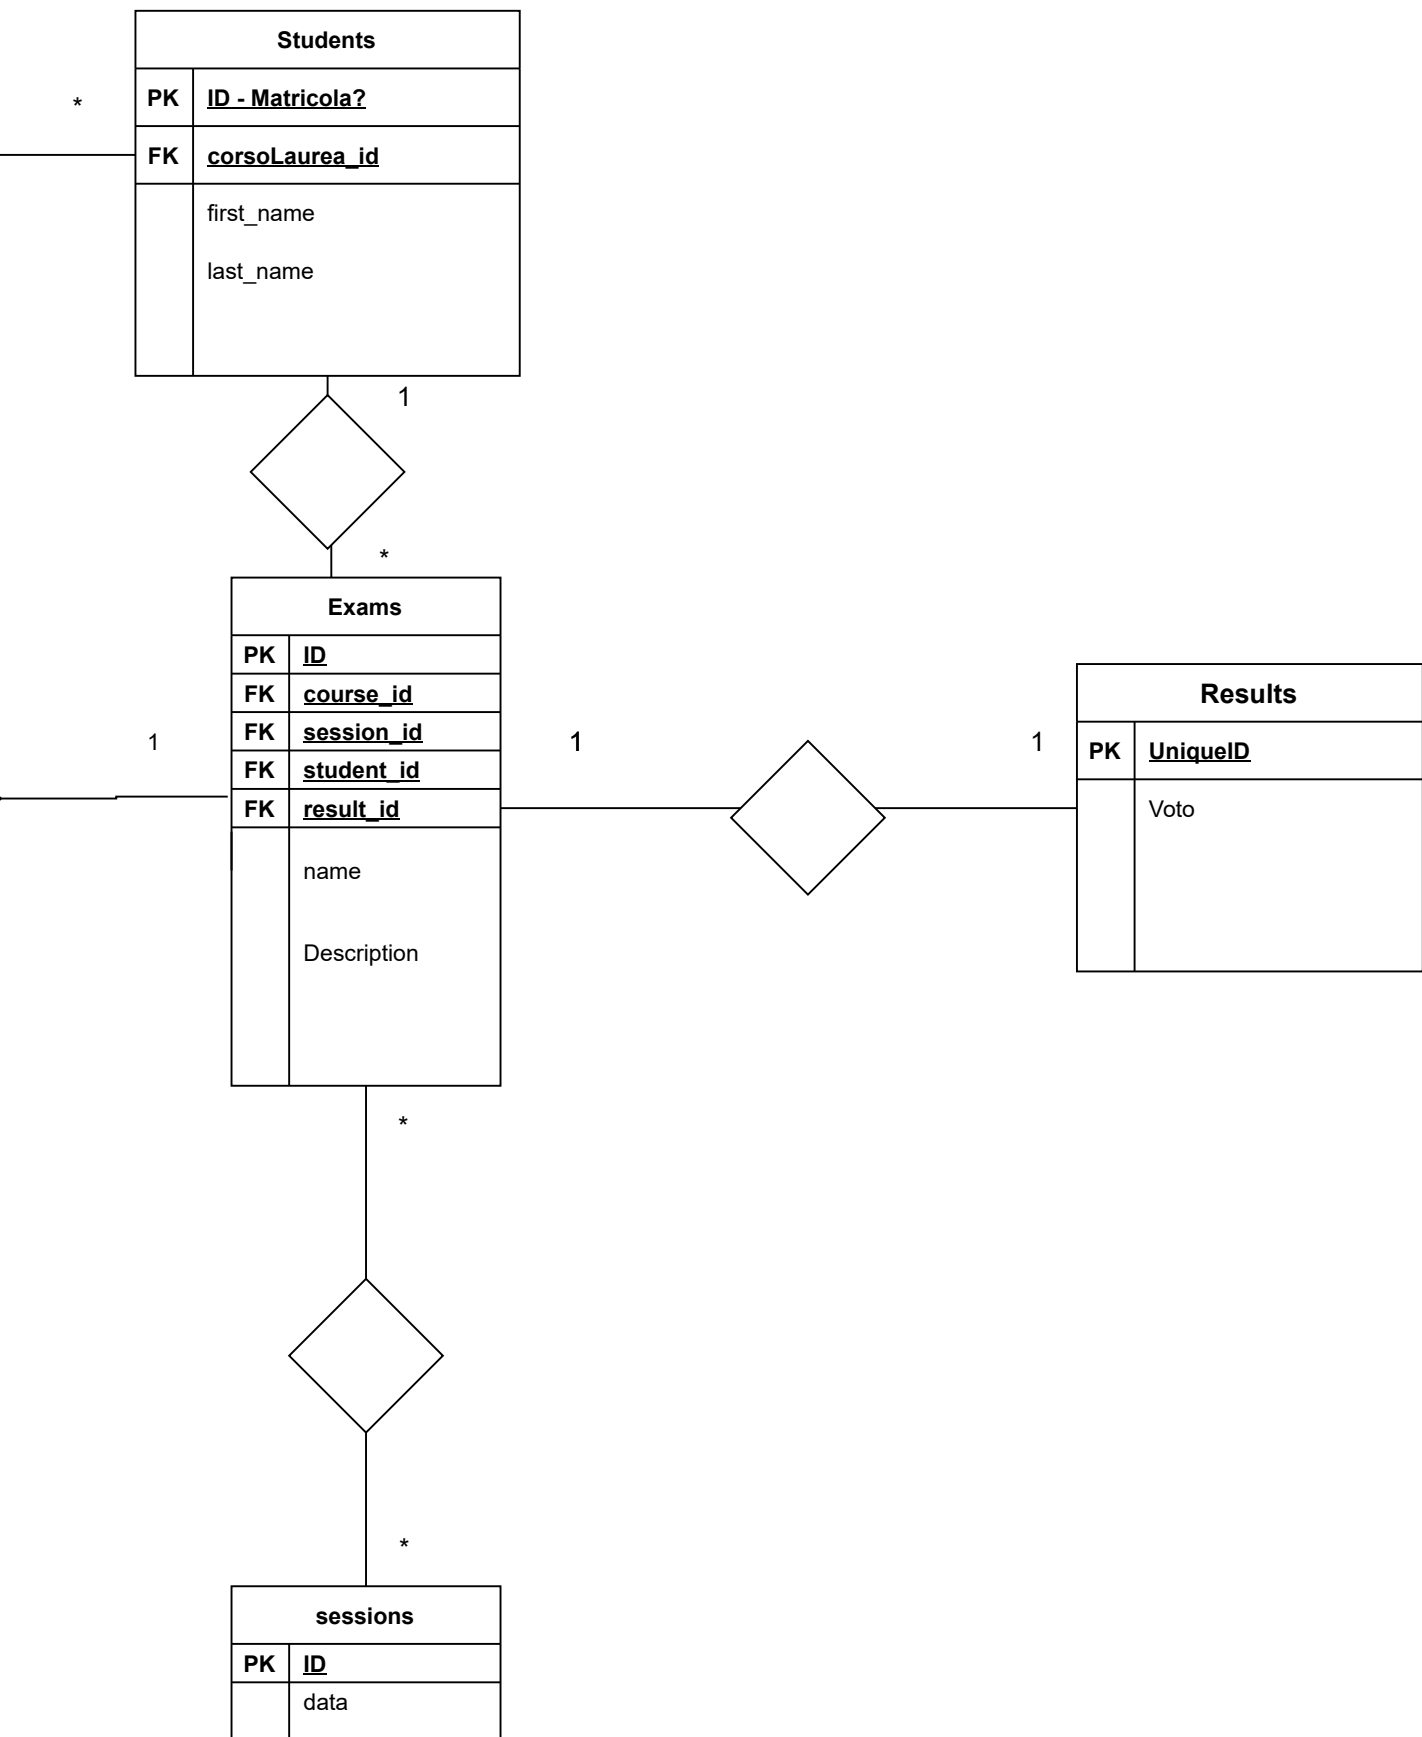 Students
*
PK ID - Matricola?
FK corsoLaurea_id
first_name
last_name
1
*
Exams
PK ID
FK course_id
FK session_id
FK student_id
FK result_id
name
Description
1
1
1
Results
PK UniqueID
Voto
*
*
sessions
PK ID
data